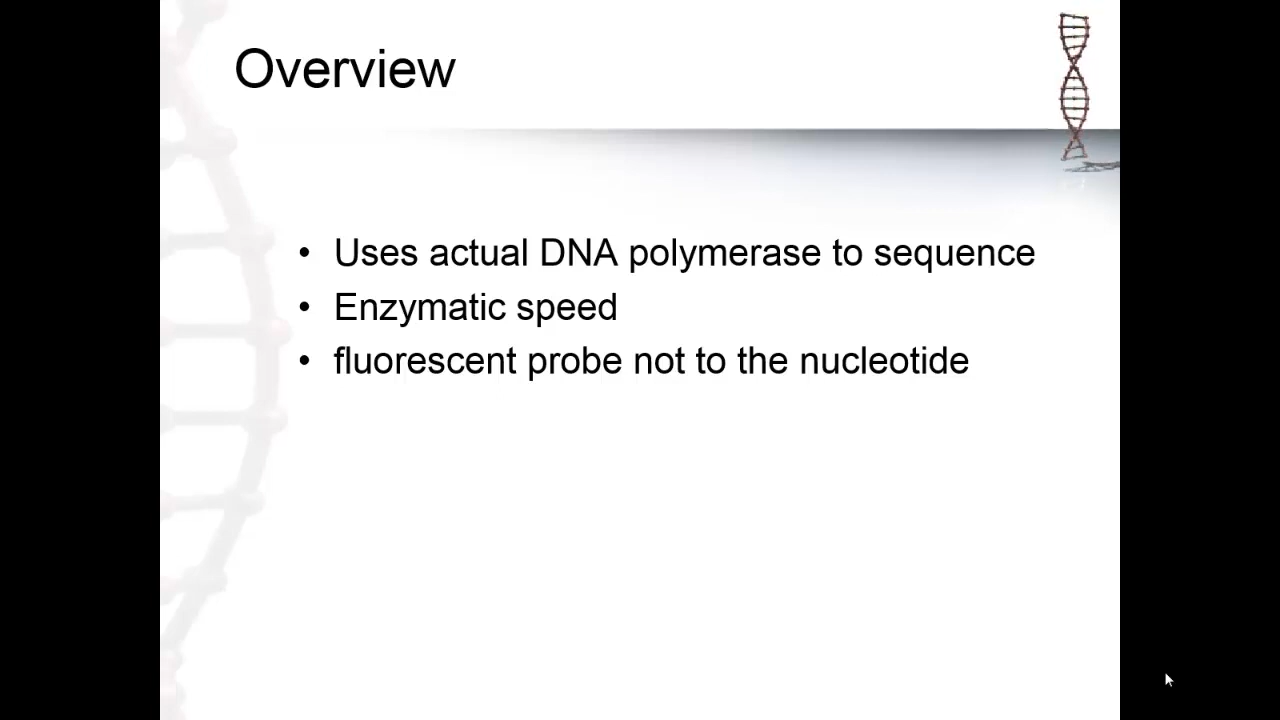 Overview
• Uses actual DNA polymerase to sequence
• Enzymatic speed
• fluorescent probe not to the nucleotide